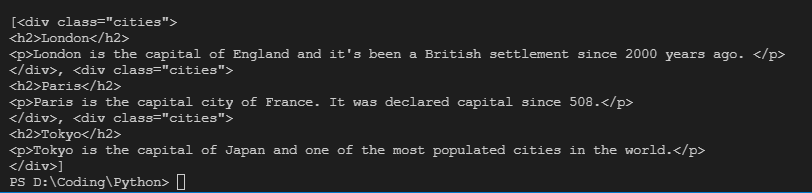 [<div class="cities">
<h2>London</h2>
<p>London is the capital of England and it's been a British settlement since 2000 years ago. </p>
</div>, <div class="cities">
<h2>Paris</h2>
<p>Paris is the capital city of France. It was declared capital since 508.</p>
</div>, <div class="cities">
<h2>Tokyo</h2>
<p>Tokyo is the capital of Japan and one of the most populated cities in the world.</p>
</div>]
PS D:\Coding\Python>